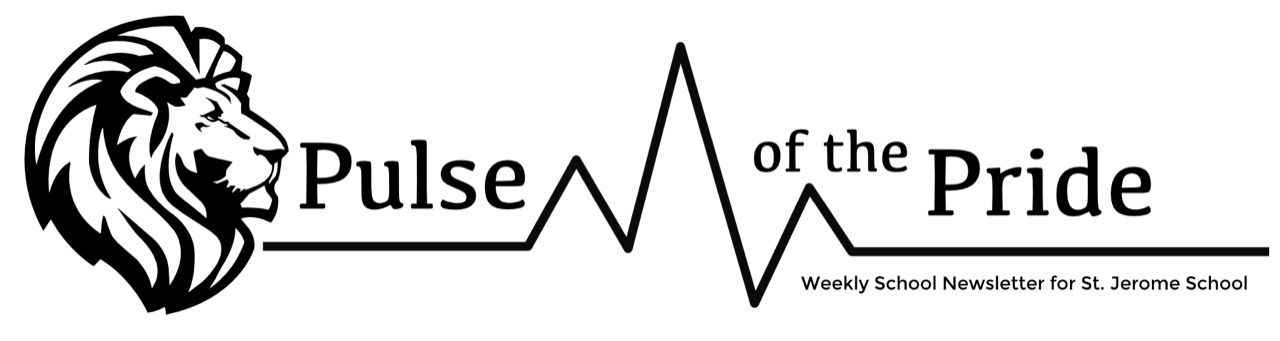 Pulse of the Pride
Weekly School Newsletter for St. Jerome School